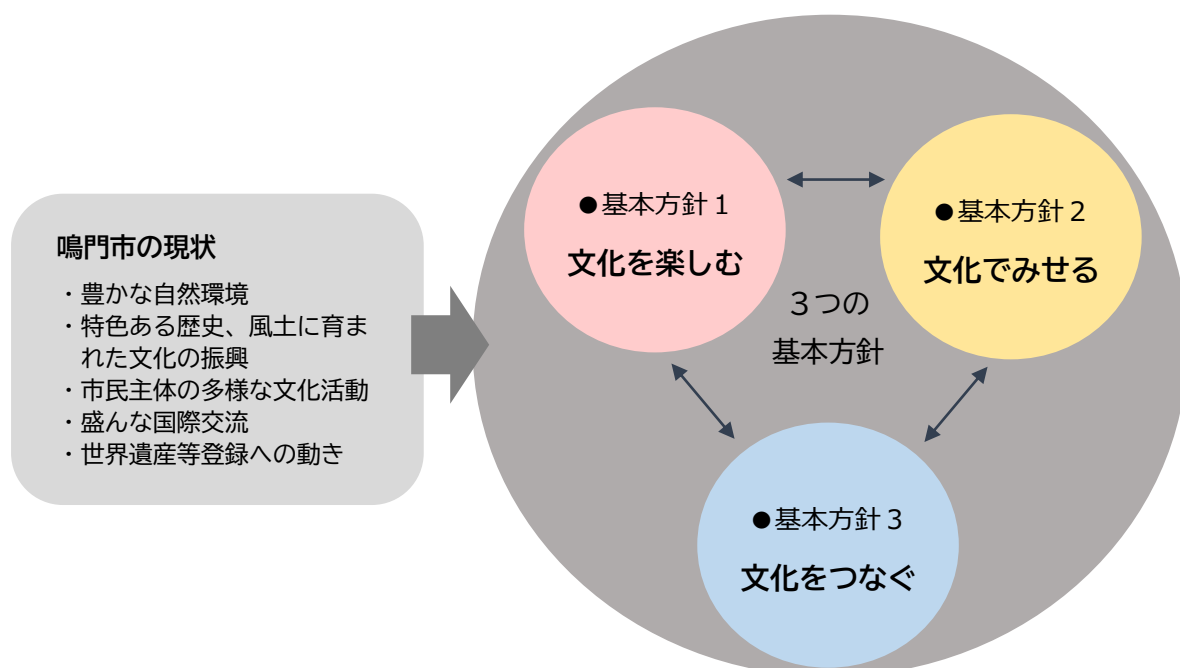 鳴門市の現状
・豊かな自然環境
・特色ある歴史、風土に育ま
れた文化の振興
・市民主体の多様な文化活動
・盛んな国際交流
・世界遺産等登録への動き
●基本方針１
文化を楽しむ
●基本方針２
文化でみせる
３つの
基本方針
●基本方針３
文化をつなぐ